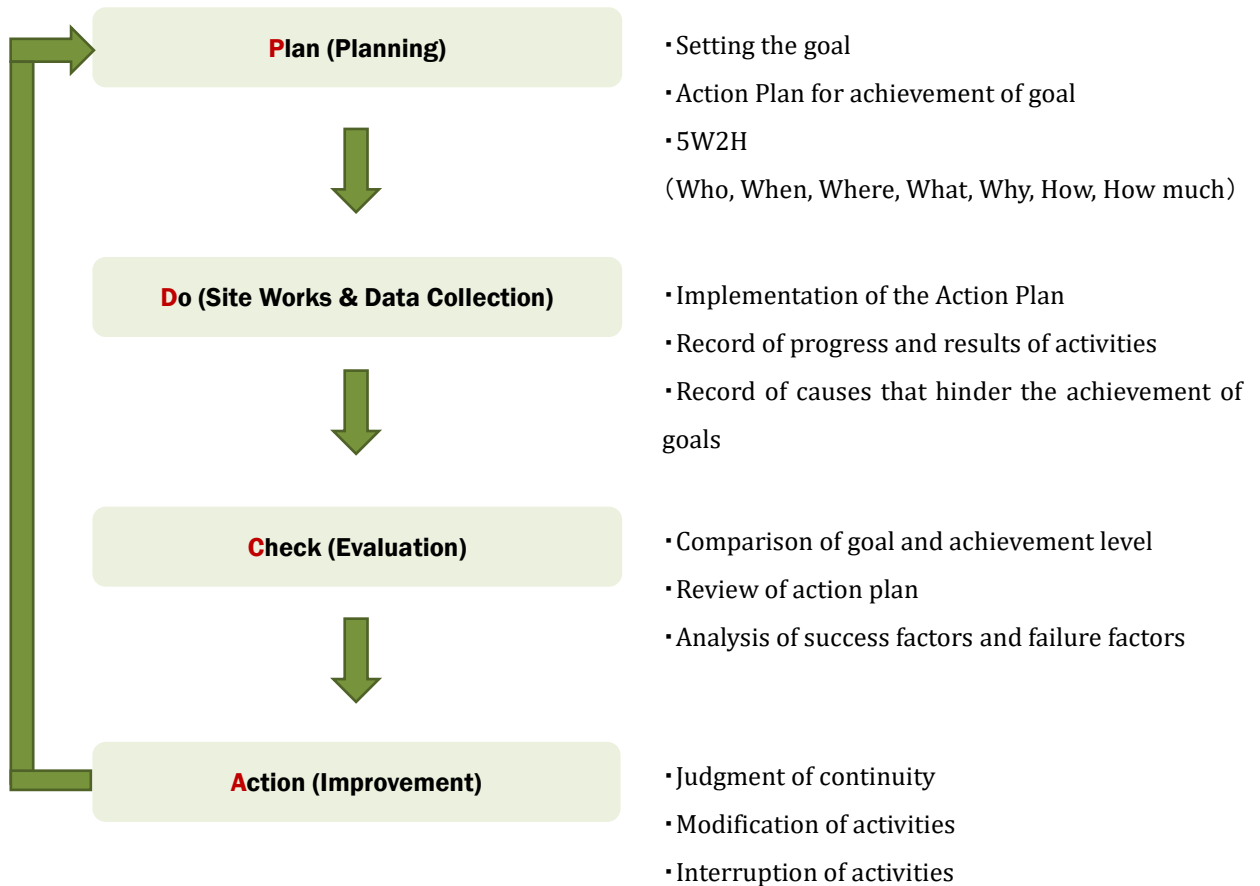 Plan (Planning)
・Setting the goal
・Action Plan for achievement of goal
・5W2H
（Who, When, Where, What, Why, How, How much）
Do (Site Works & Data Collection)
・Implementation of the Action Plan
・Record of progress and results of activities
・Record of causes that hinder the achievement of
goals
Check (Evaluation)
・Comparison of goal and achievement level
・Review of action plan
・Analysis of success factors and failure factors
Action (Improvement)
・Judgment of continuity
・Modification of activities
・Interruption of activities